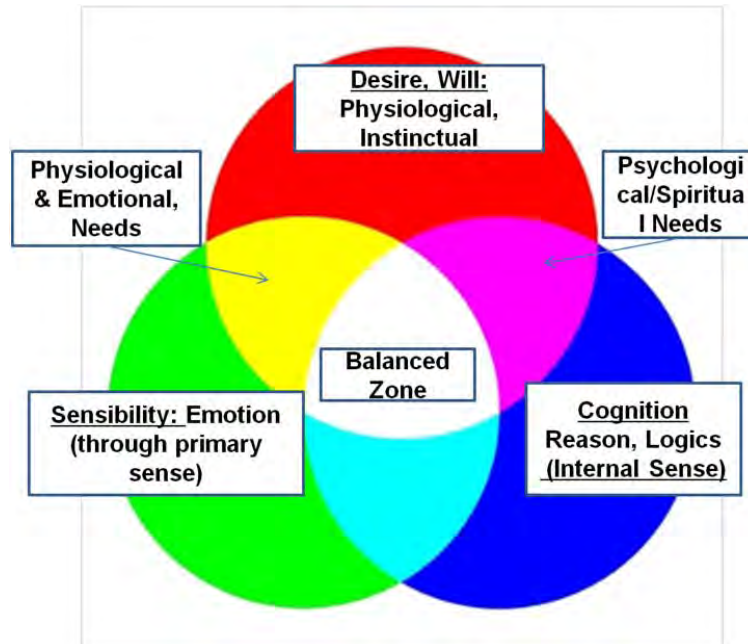 Desire, Will:
Physiological,
Instinctual
Physiological
& Emotional,
Needs
Psychologi
cal/Spiritua
l Needs
Balanced
Zone
Sensibility: Emotion
(through primary
sense)
Cognition
Reason, Logics
(Internal Sense)